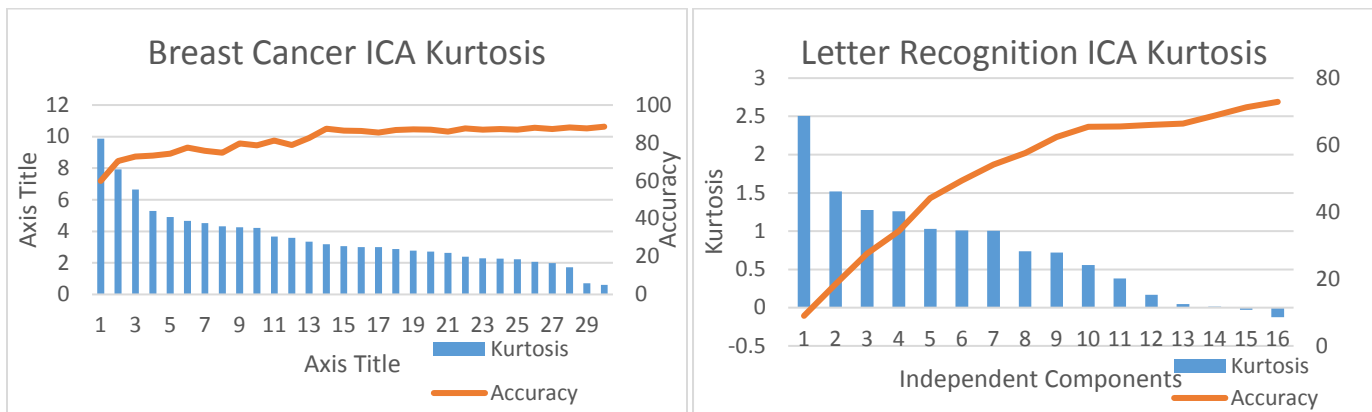 Breast Cancer ICA Kurtosis
12
10
8
6
4
2
0
Axis Title
100
80
60
40
20
0
Accuracy
1 3 5 7 9 11 13 15 17 19 21 23 25 27 29
Axis Title
Kurtosis
Accuracy
Letter Recognition ICA Kurtosis
3
2.5
2
1.5
1
0.5
0
-0.5
Kurtosis
80
60
40
20
0
1 2 3 4 5 6 7 8 9 10 11 12 13 14 15 16
Independent Components
Kurtosis
Accuracy